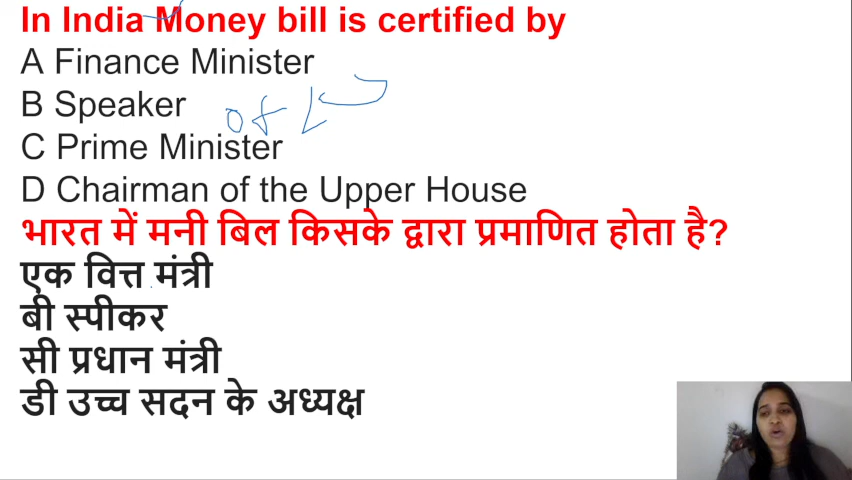 In India Money bill is certified by
A Finance Minister
B Speaker
of
C Prime Minister
D Chairman of the Upper House
भारत में मनी बिल किसके द्वारा प्रमाणित होता है?
एक वित्त मंत्री
बी स्पीकर
सी प्रधान मंत्री
डी उच्च सदन के अध्यक्ष